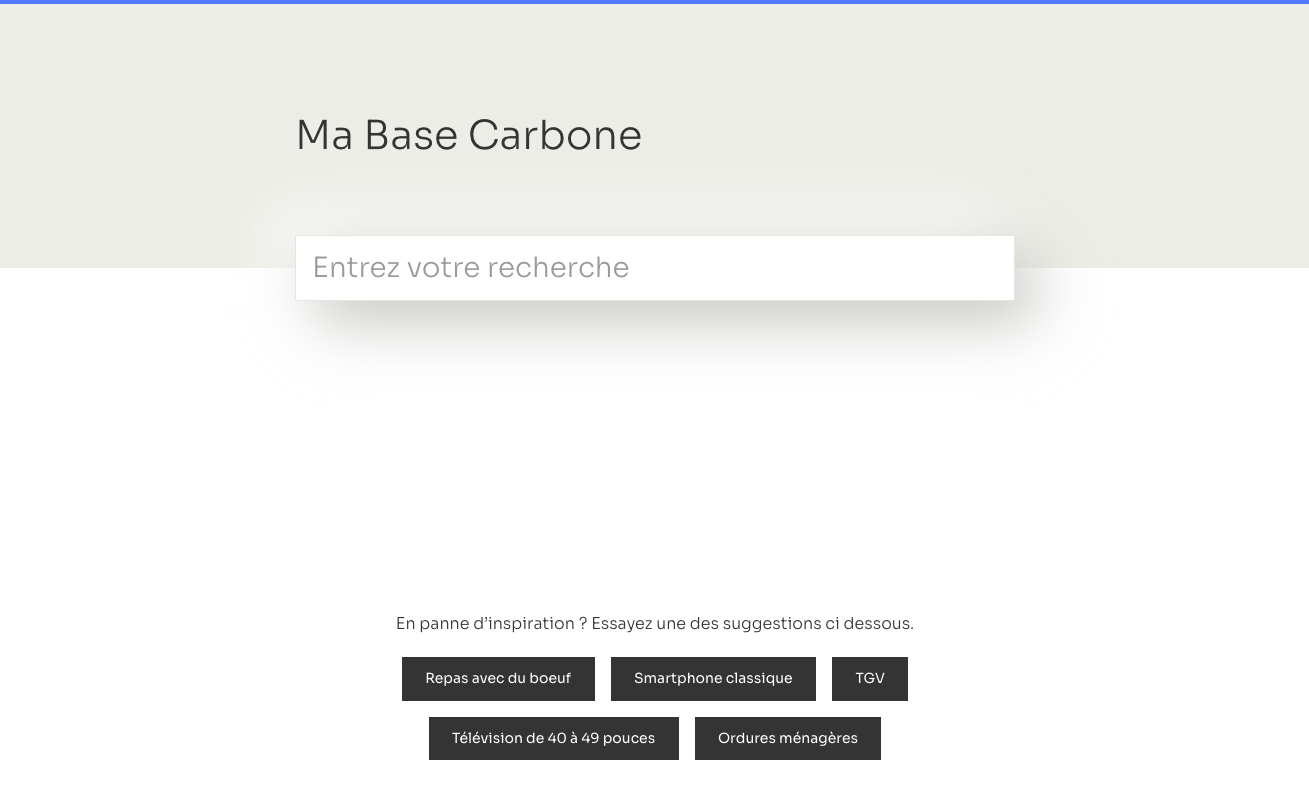 Ma Base Carbone
Entrez votre recherche
En panne d’inspiration ? Essayez une des suggestions ci dessous.
Repas avec du boeuf
Smartphone classique
TGV
Télévision de 40 à 49 pouces
Ordures ménagères